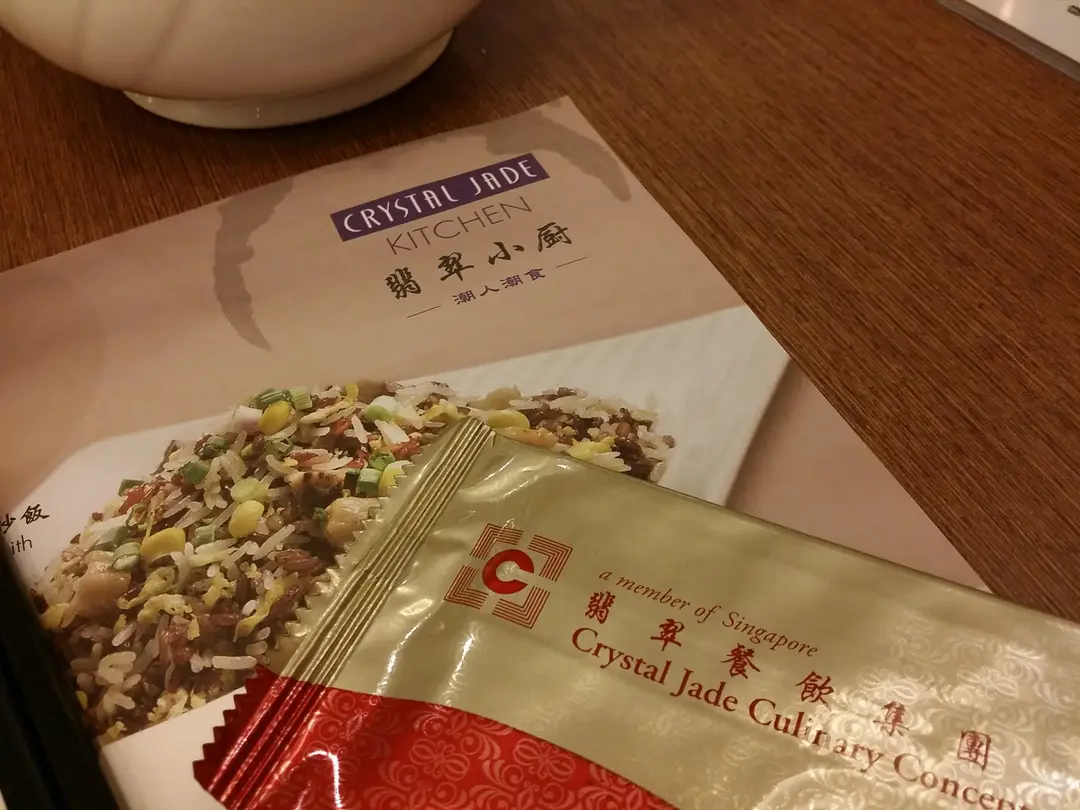 CRYSTAL JADE
KITCHEN
翡翠小厨
潮人潮食
炒飯
ith
C
a member of Singapore
翡翠餐飲集團
Crystal Jade Culinary Concep